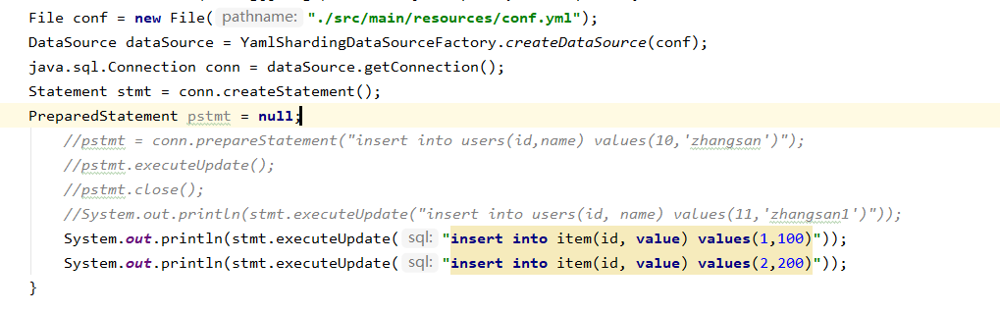 File conf = new File( pathname: "./src/main/resources/conf.yml");
DataSource dataSource = YamlShardingDataSourceFactory.createDataSource(conf);
java.sql.Connection conn = dataSource.getConnection();
Statement stmt = conn.createStatement();
PreparedStatement pstmt = null;
//pstmt = conn.prepareStatement("insert into users(id,name) values(10,'zhangsan')");
//pstmt.executeUpdate();
//pstmt.close();
//System.out.println(stmt.executeUpdate("insert into users(id, name) values(11,'zhangsan1')"));
System.out.println(stmt.executeUpdate( sql: "insert into item(id, value) values(1,100)"));
System.out.println(stmt.executeUpdate( sql: "insert into item(id, value) values(2,200)"));
}